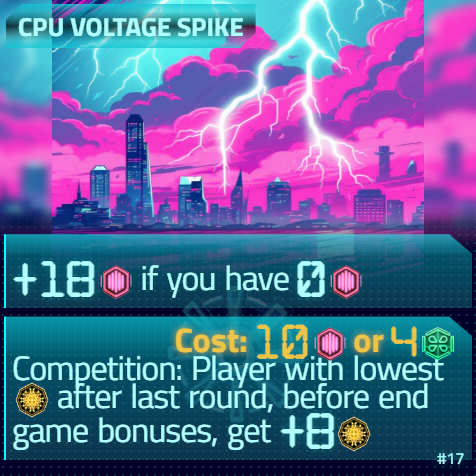 CPU VOLTAGE SPIKE
+18 if you have 0
Cost: 10 or 4
Competition: Player with lowest
after last round, before end
game bonuses, get +8
#17